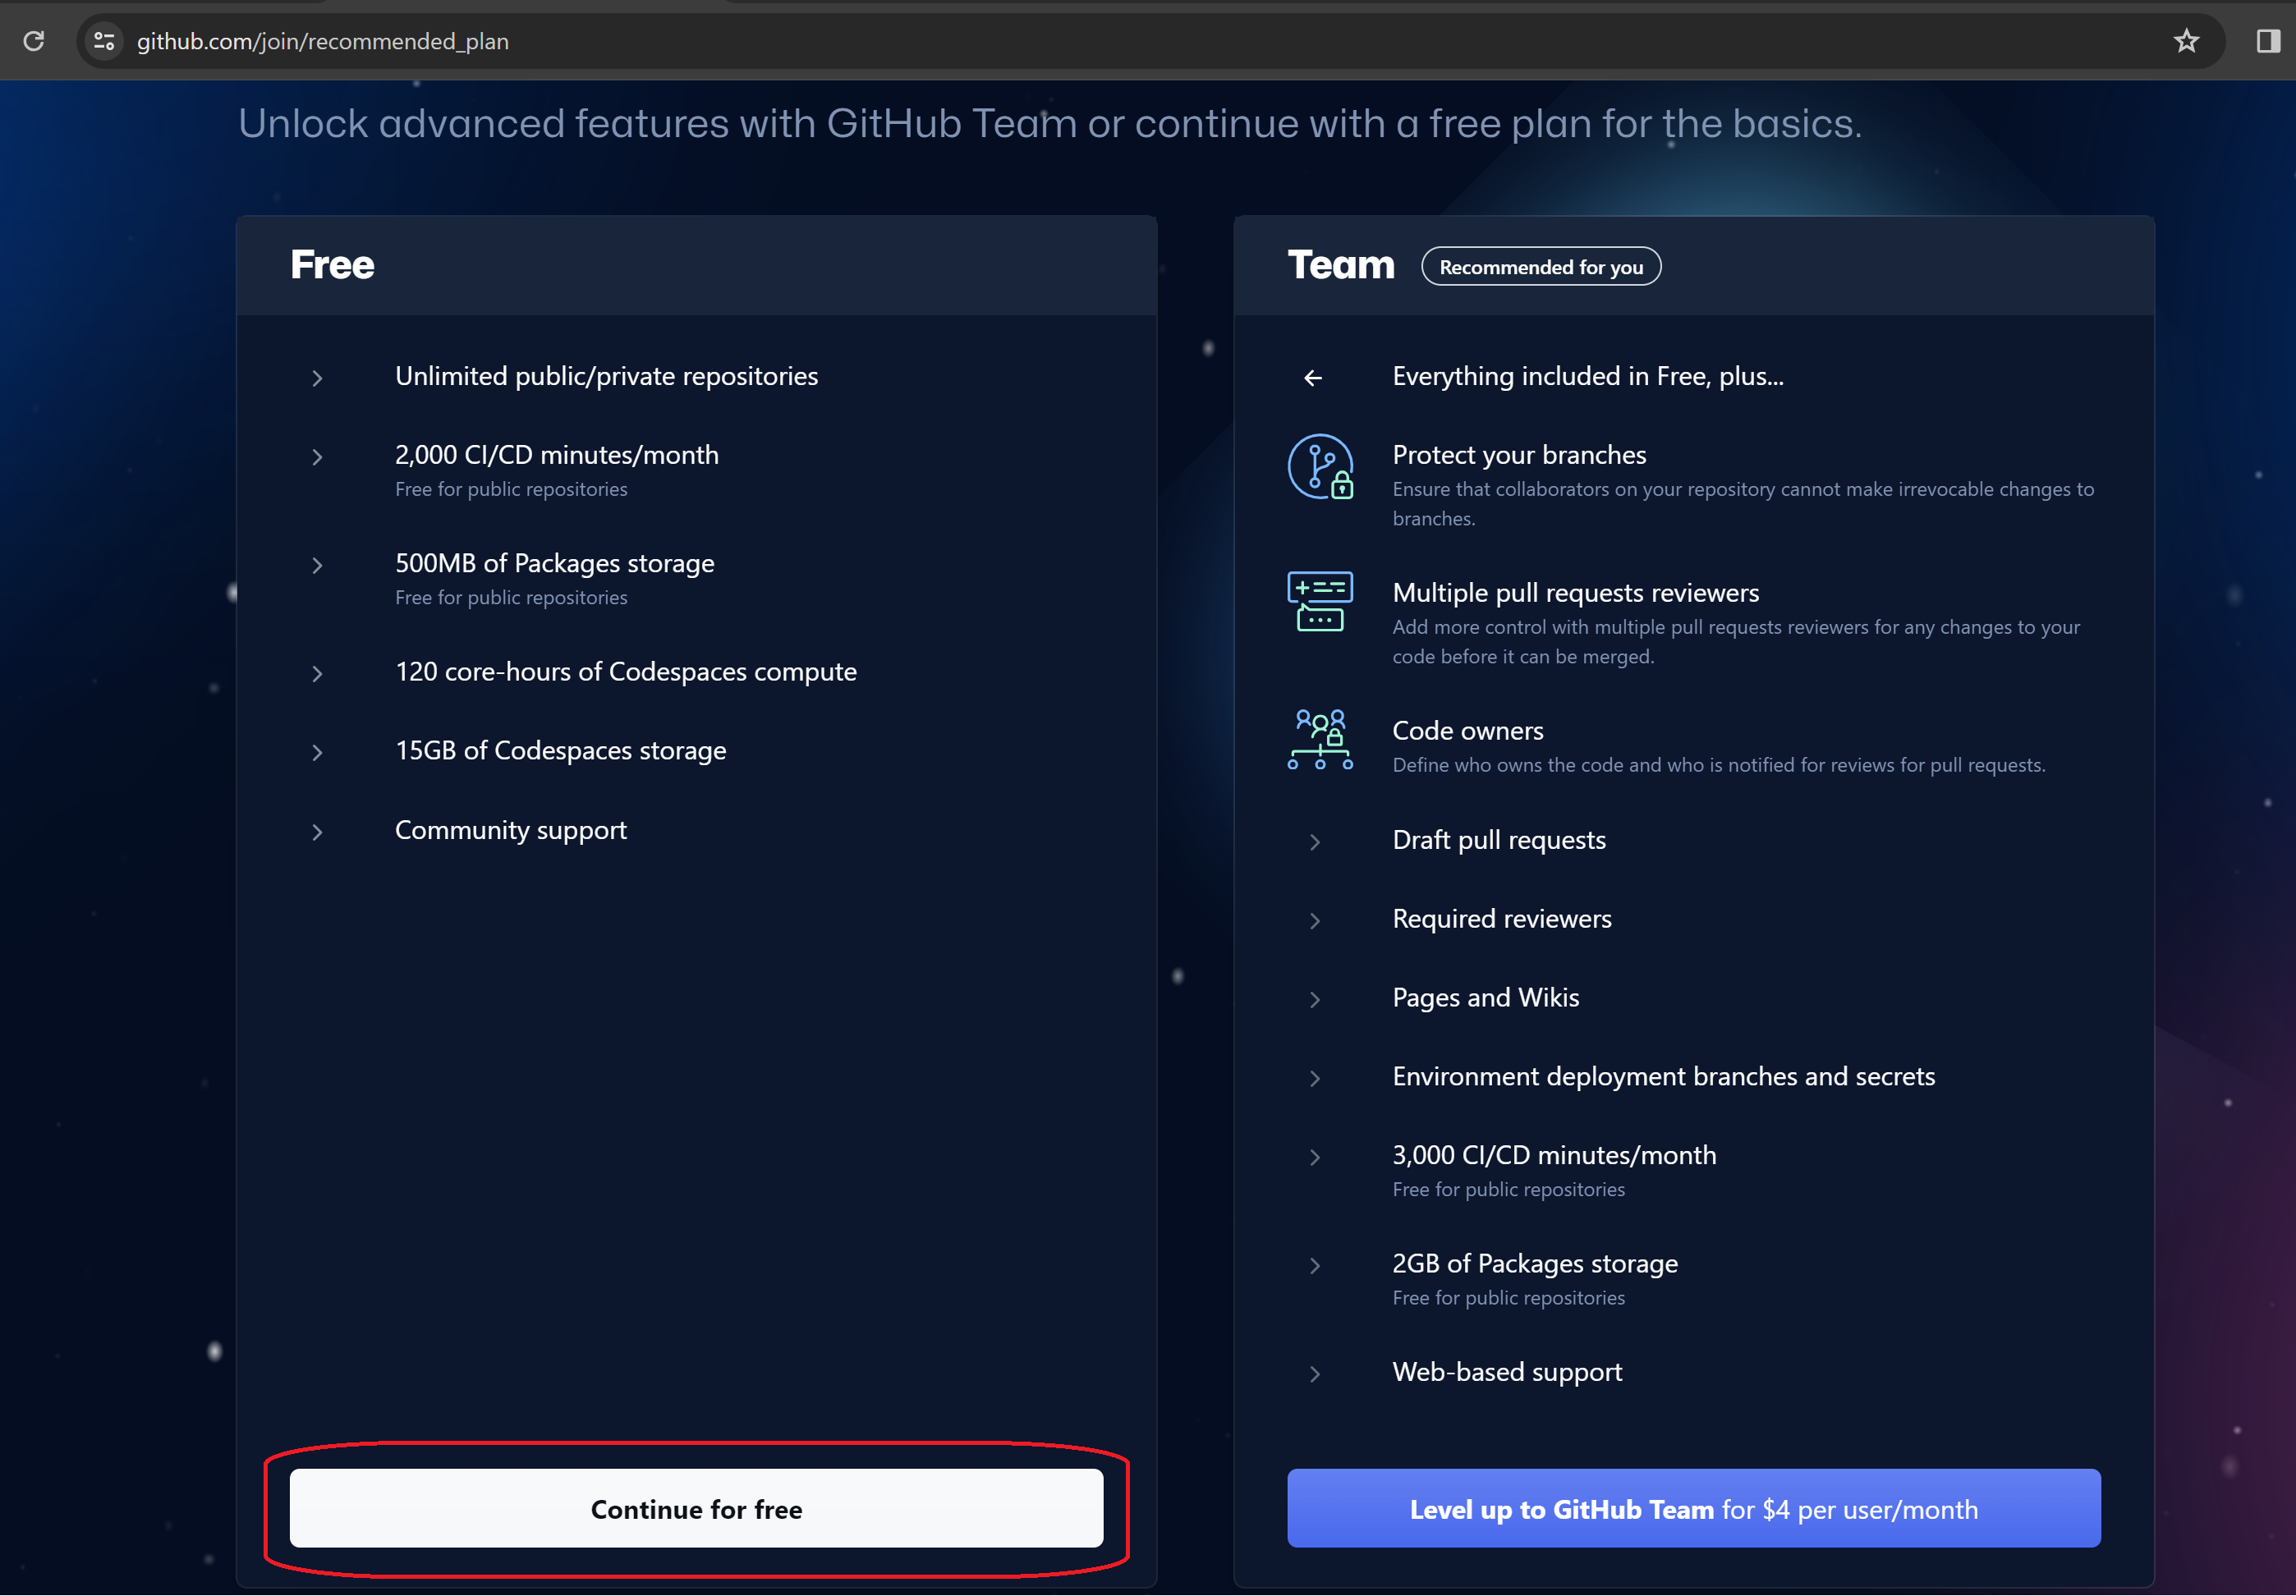 github.com/join/recommended_plan
Unlock advanced features with GitHub Team or continue with a free plan for the basics.
Free
Unlimited public/private repositories
2,000 CI/CD minutes/month
Free for public repositories
500MB of Packages storage
Free for public repositories
120 core-hours of Codespaces compute
15GB of Codespaces storage
Community support
Continue for free
Team
Recommended for you
Everything included in Free, plus...
Protect your branches
Ensure that collaborators on your repository cannot make irrevocable changes to
branches.
Multiple pull requests reviewers
Add more control with multiple pull requests reviewers for any changes to your
code before it can be merged.
Code owners
Define who owns the code and who is notified for reviews for pull requests.
Draft pull requests
Required reviewers
Pages and Wikis
Environment deployment branches and secrets
3,000 CI/CD minutes/month
Free for public repositories
2GB of Packages storage
Free for public repositories
Web-based support
Level up to GitHub Team for $4 per user/month